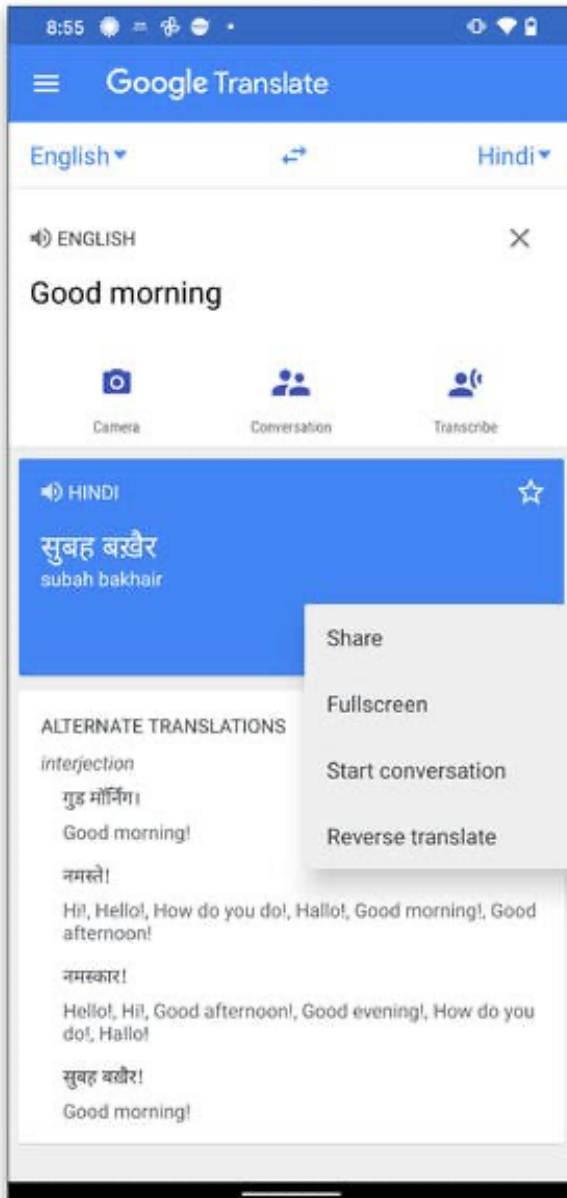 8:55
Google Translate
English
Hindi
ENGLISH
Good morning
Camera
Conversation
Transcribe
HINDI
सुबह बख़ैर
subah bakhair
Share
Fullscreen
Start conversation
Reverse translate
ALTERNATE TRANSLATIONS
interjection
गुड मॉर्निंग।
Good morning!
नमस्ते!
Hi!, Hello!, How do you do!, Hallo!, Good morning!, Good
afternoon!
नमस्कार!
Hello!, Hi!, Good afternoon!, Good evening!, How do you
do!, Hallo!
सुबह बख़ैर!
Good morning!